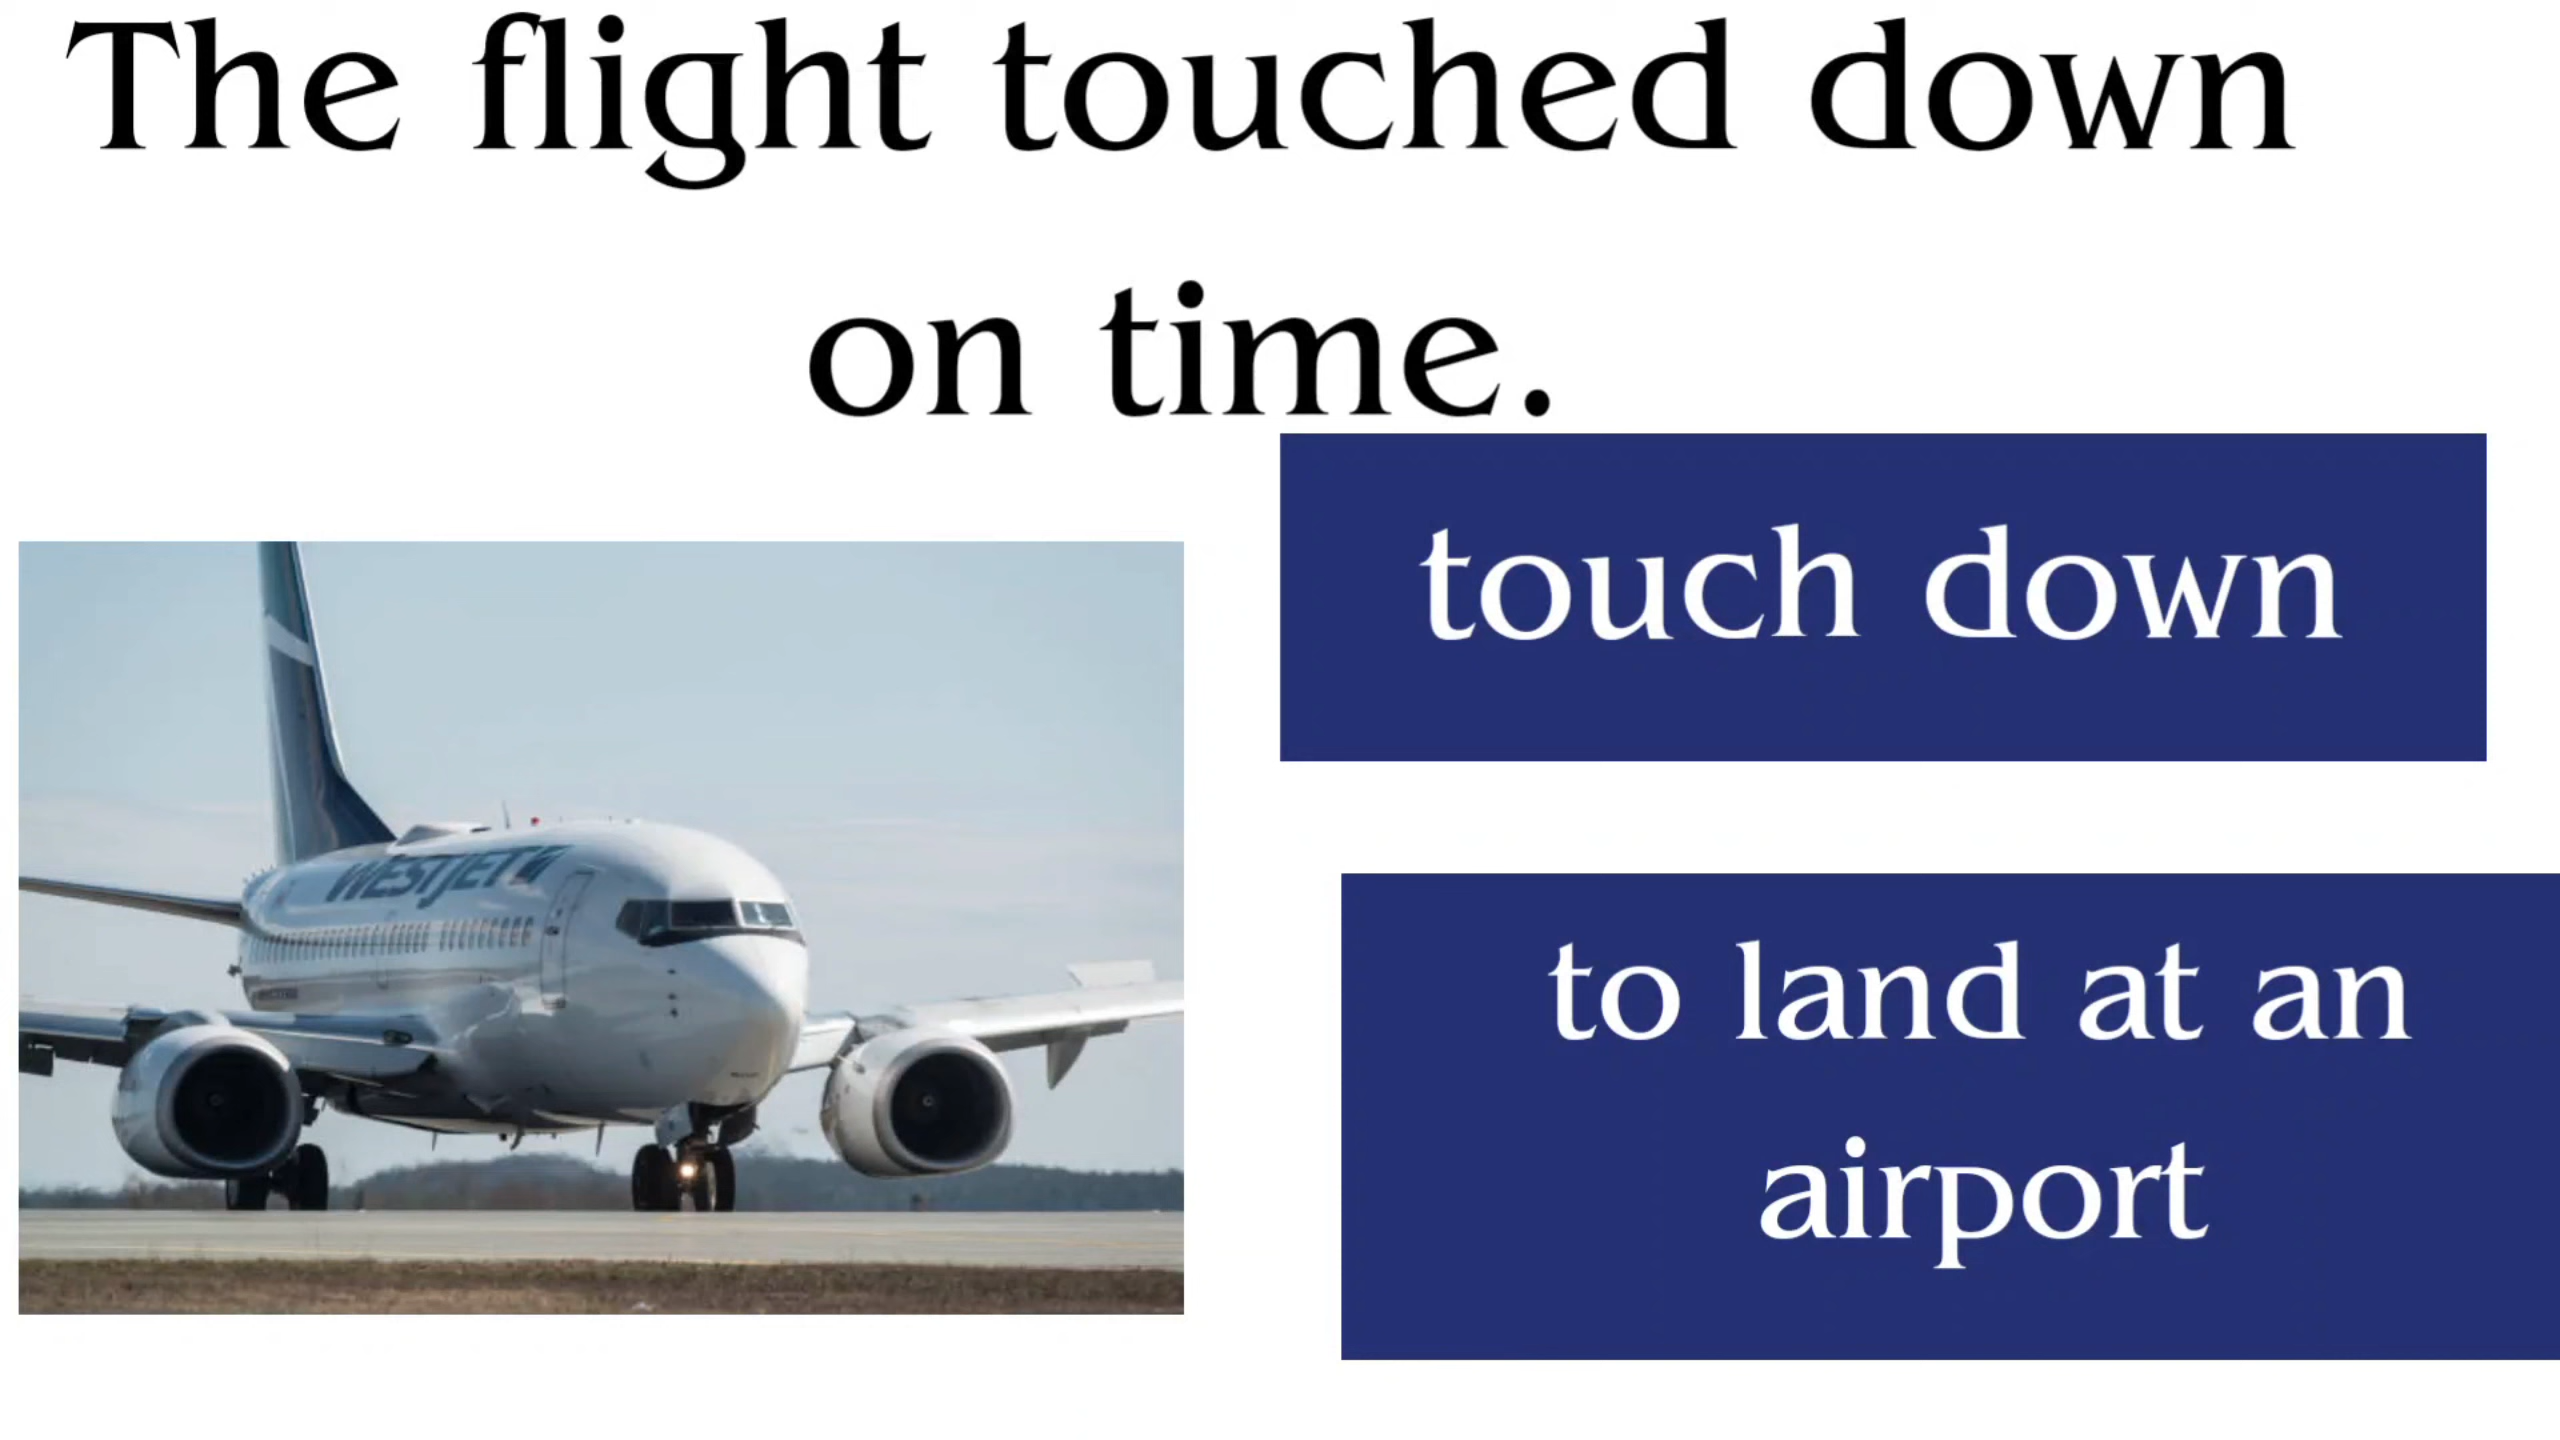 The flight touched down
on time.
touch down
WESTJET
to land at an
airport